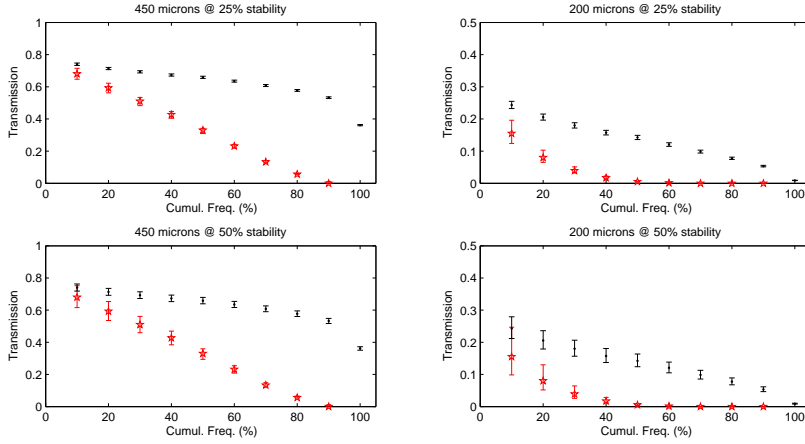 450 microns @ 25% stability
1
0.8
0.6
0.4
0.2
0
Transmission
0 20 40 60 80 100
Cumul. Freq. (%)
200 microns @ 25% stability
0.5
0.4
0.3
0.2
0.1
0
Transmission
0 20 40 60 80 100
Cumul. Freq. (%)
450 microns @ 50% stability
1
0.8
0.6
0.4
0.2
0
Transmission
0 20 40 60 80 100
Cumul. Freq. (%)
200 microns @ 50% stability
0.5
0.4
0.3
0.2
0.1
0
Transmission
0 20 40 60 80 100
Cumul. Freq. (%)